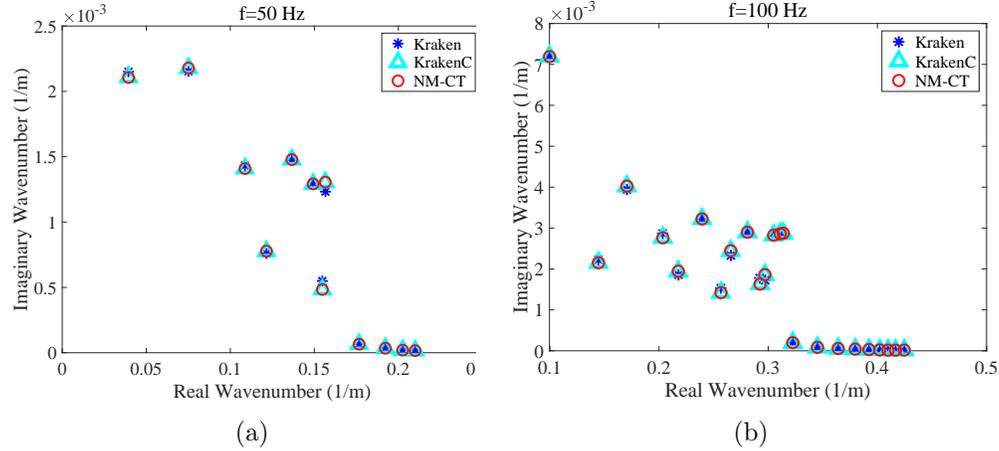 ×10⁻³
f=50 Hz
2.5
2
1.5
1
0.5
0
Imaginary Wavenumber (1/m)
Kraken
KrakenC
NM-CT
0 0.05 0.1 0.15 0.2 0
Real Wavenumber (1/m)
(a)
×10⁻³
f=100 Hz
8
7
6
5
4
3
2
1
0
Imaginary Wavenumber (1/m)
Kraken
KrakenC
NM-CT
0.1 0.2 0.3 0.4 0.5
Real Wavenumber (1/m)
(b)